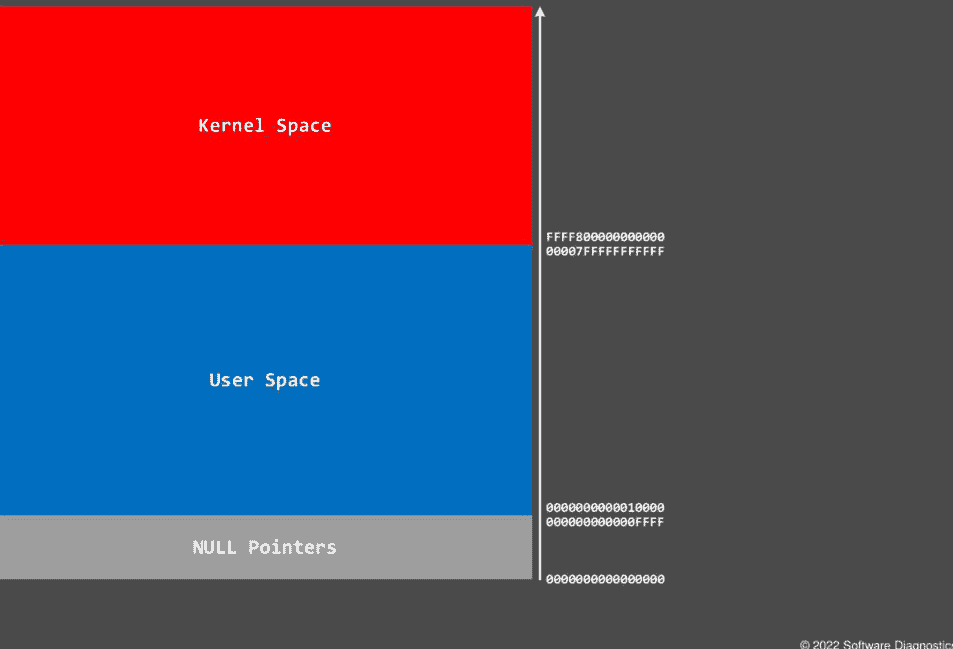 Kernel Space
FFFF800000000000
00007FFFFFFFFFFF
User Space
0000000000010000
000000000000FFFF
NULL Pointers
0000000000000000
© 2022 Software Diagnostics